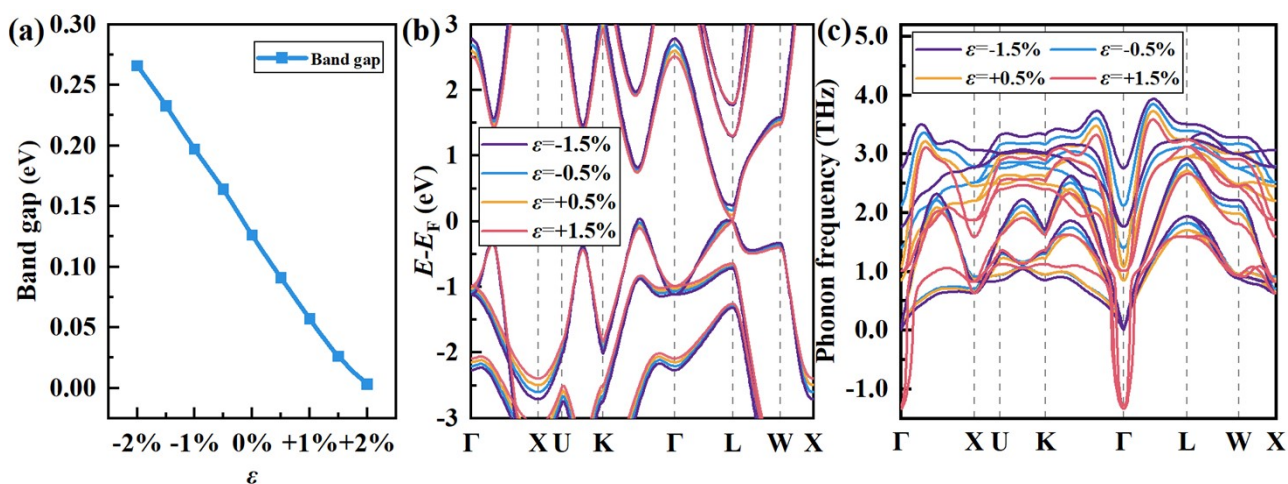 (a)
0.30
0.25
0.20
0.15
0.10
0.05
0.00
Band gap (eV)
Band gap
-2% -1% 0% +1% +2%
ε
(b)
3
2
1
0
-1
-2
-3
E-E_F (eV)
ε=-1.5%
ε=-0.5%
ε=+0.5%
ε=+1.5%
Γ X U K Γ L W X
(c)
5.0
4.0
3.0
2.0
1.0
0.0
-1.0
Phonon frequency (THz)
ε=-1.5% ε=-0.5%
ε=+0.5% ε=+1.5%
Γ X U K Γ L W X